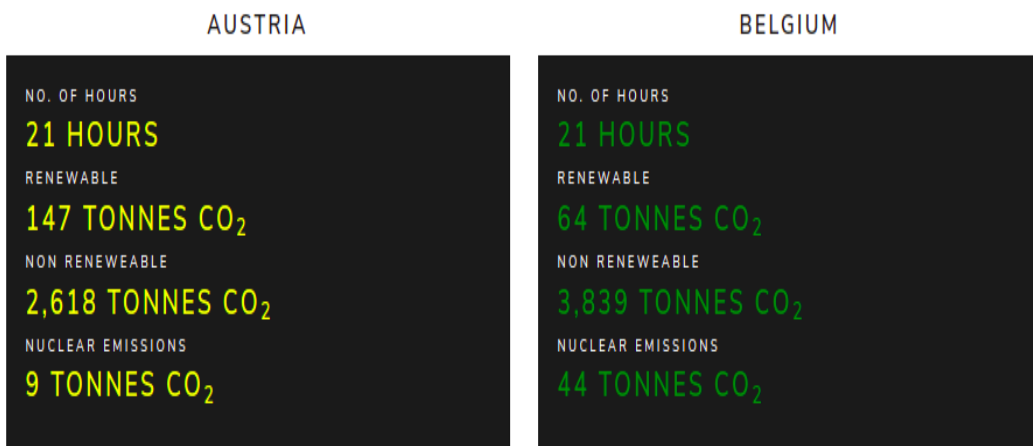 AUSTRIA
NO. OF HOURS
21 HOURS
RENEWABLE
147 TONNES CO₂
NON RENEWEABLE
2,618 TONNES CO₂
NUCLEAR EMISSIONS
9 TONNES CO₂
BELGIUM
NO. OF HOURS
21 HOURS
RENEWABLE
64 TONNES CO₂
NON RENEWEABLE
3,839 TONNES CO₂
NUCLEAR EMISSIONS
44 TONNES CO₂